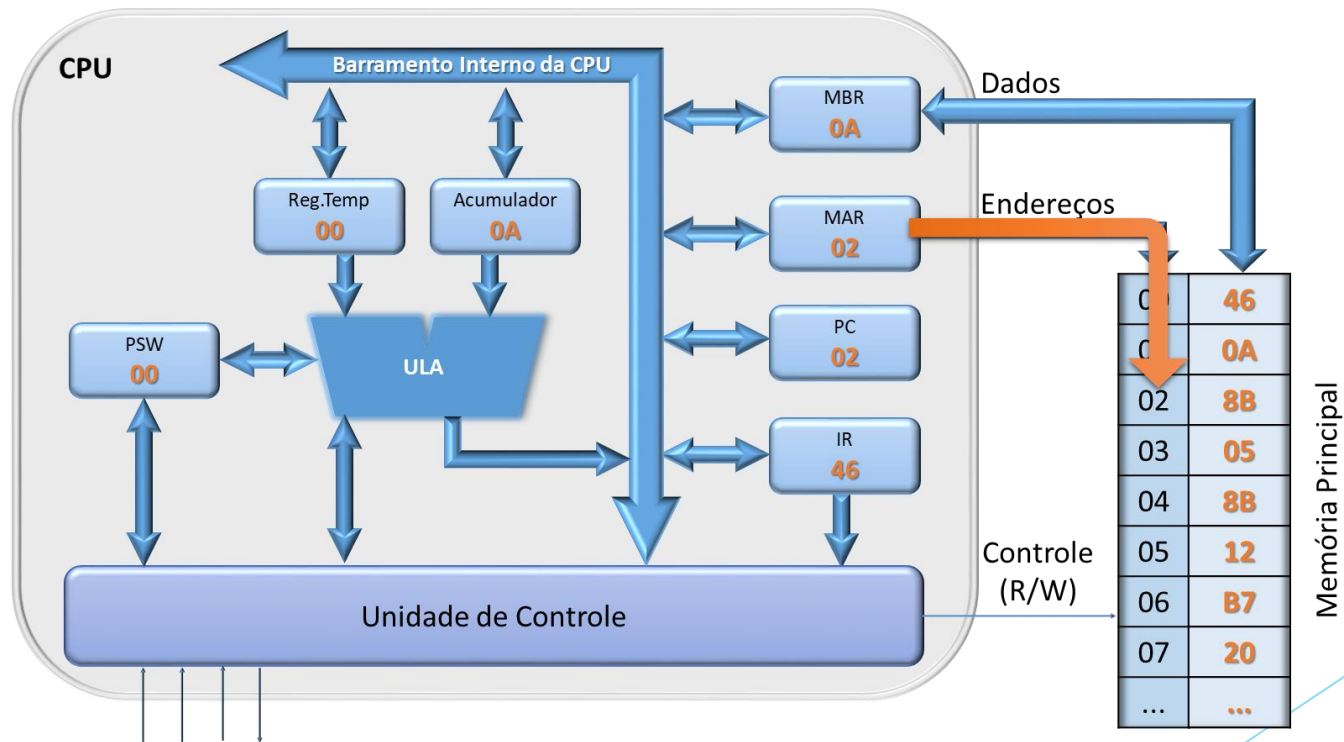 CPU
Barramento Interno da CPU
Reg.Temp
00
Acumulador
0A
PSW
00
ULA
MBR
0A
MAR
02
PC
02
IR
46
Unidade de Controle
Dados
Endereços
Controle
(R/W)
46
0A
02 8B
03 05
04 8B
05 12
06 B7
07 20
... ...
Memória Principal